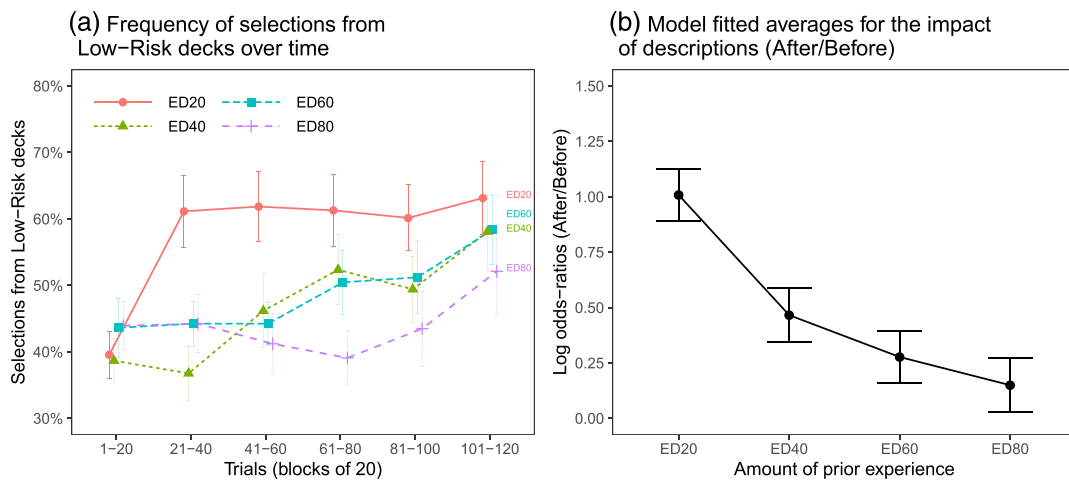 (a) Frequency of selections from
Low−Risk decks over time
Selections from Low−Risk decks
80%
70%
60%
50%
40%
30%
ED20
ED40
ED60
ED80
ED20
ED60
ED40
ED80
1−20
21−40
41−60
61−80
81−100
101−120
Trials (blocks of 20)
(b) Model fitted averages for the impact
of descriptions (After/Before)
Log odds−ratios (After/Before)
1.50
1.25
1.00
0.75
0.50
0.25
0.00
ED20
ED40
ED60
ED80
Amount of prior experience